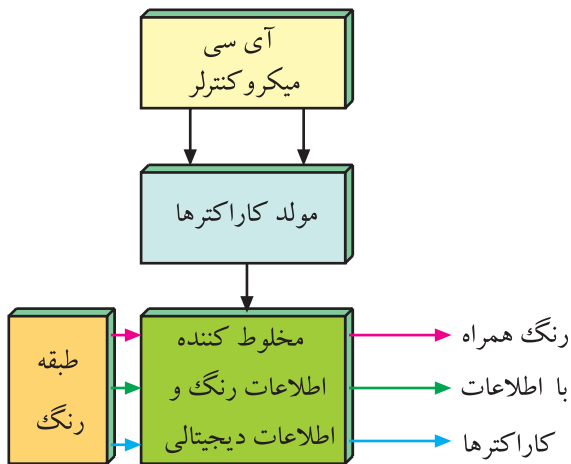 آی سی
میکروکنترلر
مولد کاراکترها
مخلوط کننده
اطلاعات رنگ و
اطلاعات دیجیتالی
طبقه
رنگ
رنگ همراه
با اطلاعات
کاراکترها